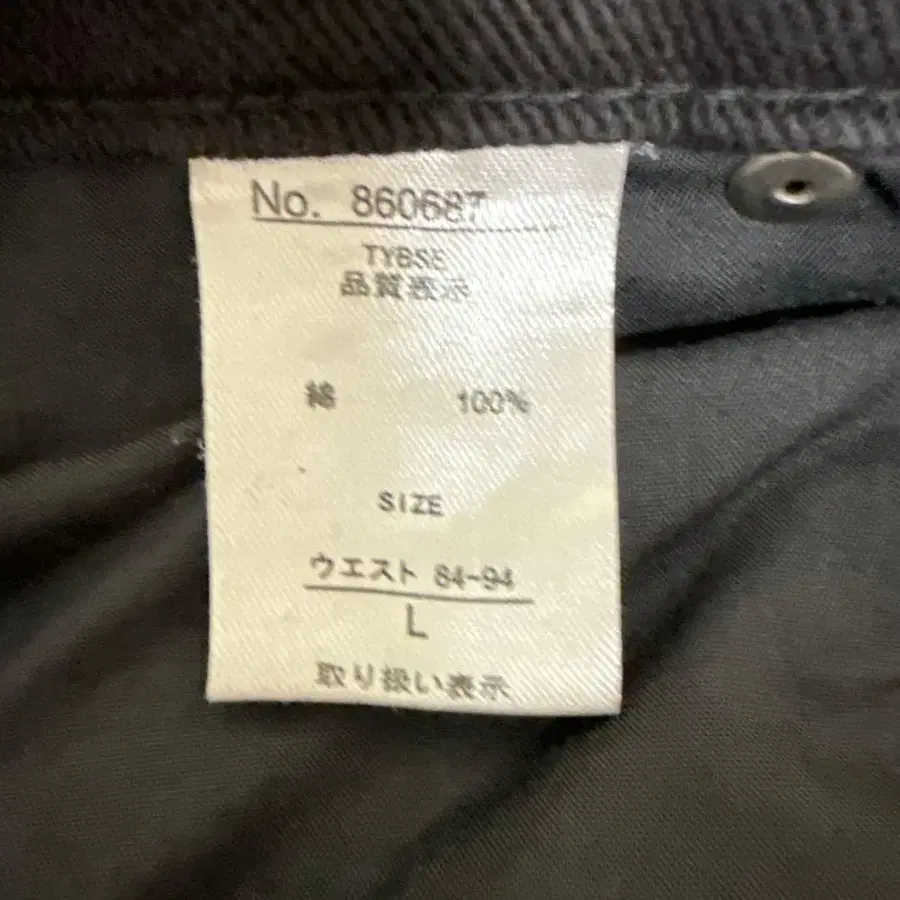 No. 860687
TYBSE
品質表示
綿 100%
SIZE
ウエスト 84-94
L
取り扱い表示